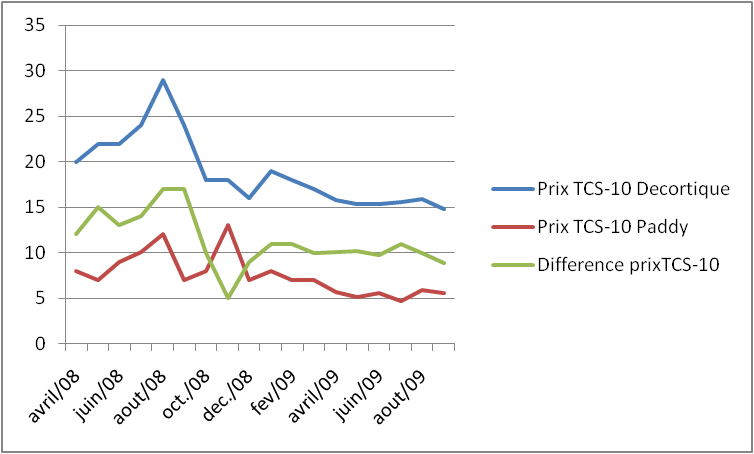 35
30
25
20
15
10
5
0
avril/08
juin/08
aout/08
oct./08
dec./08
fev/09
avril/09
juin/09
aout/09
Prix TCS-10 Decortique
Prix TCS-10 Paddy
Difference prixTCS-10